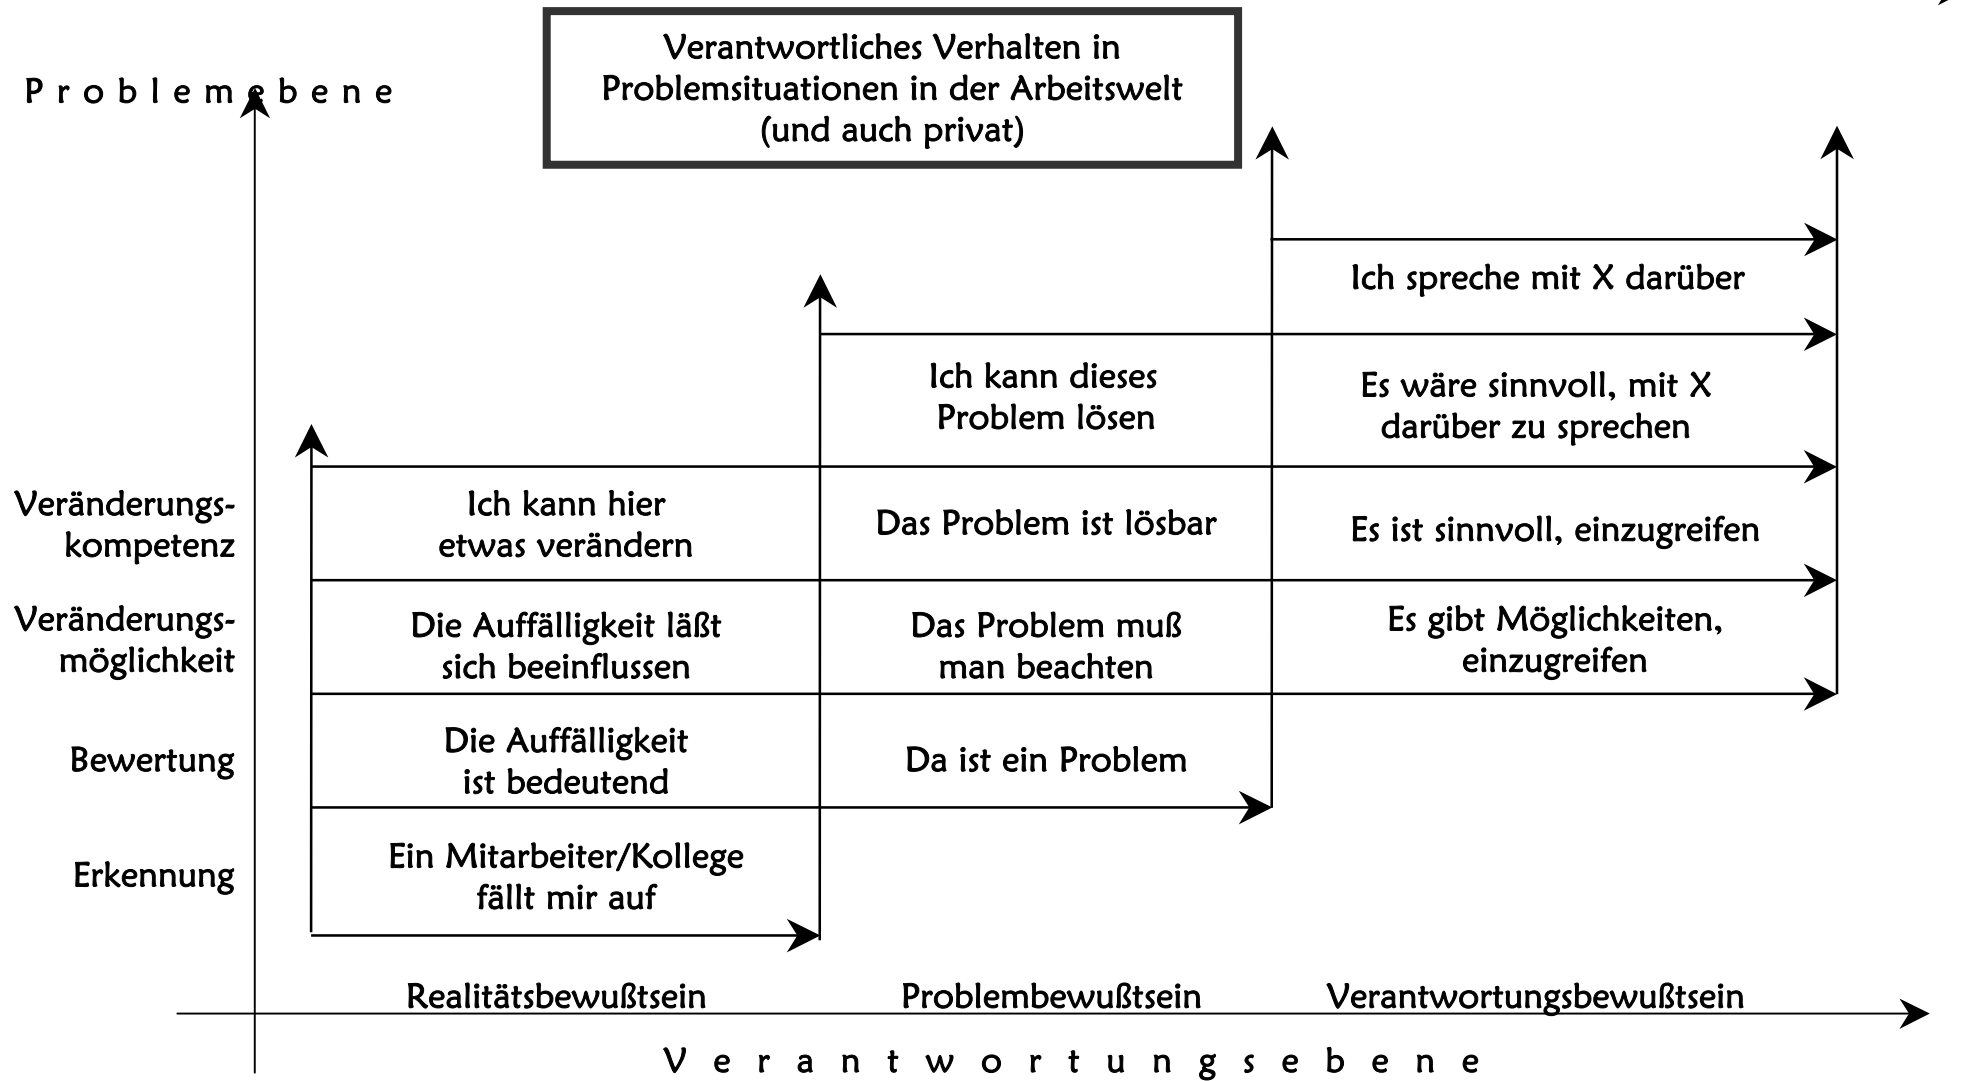 Verantwortliches Verhalten in
Problemsituationen in der Arbeitswelt
(und auch privat)
Problemebene
Ich spreche mit X darüber
Ich kann dieses
Problem lösen
Es wäre sinnvoll, mit X
darüber zu sprechen
Veränderungs-
kompetenz
Ich kann hier
etwas verändern
Das Problem ist lösbar
Es ist sinnvoll, einzugreifen
Veränderungs-
möglichkeit
Die Auffälligkeit läßt
sich beeinflussen
Das Problem muß
man beachten
Es gibt Möglichkeiten,
einzugreifen
Bewertung
Die Auffälligkeit
ist bedeutend
Da ist ein Problem
Erkennung
Ein Mitarbeiter/Kollege
fällt mir auf
Realitätsbewußtsein
Problembewußtsein
Verantwortungsbewußtsein
Verantwortungsebene